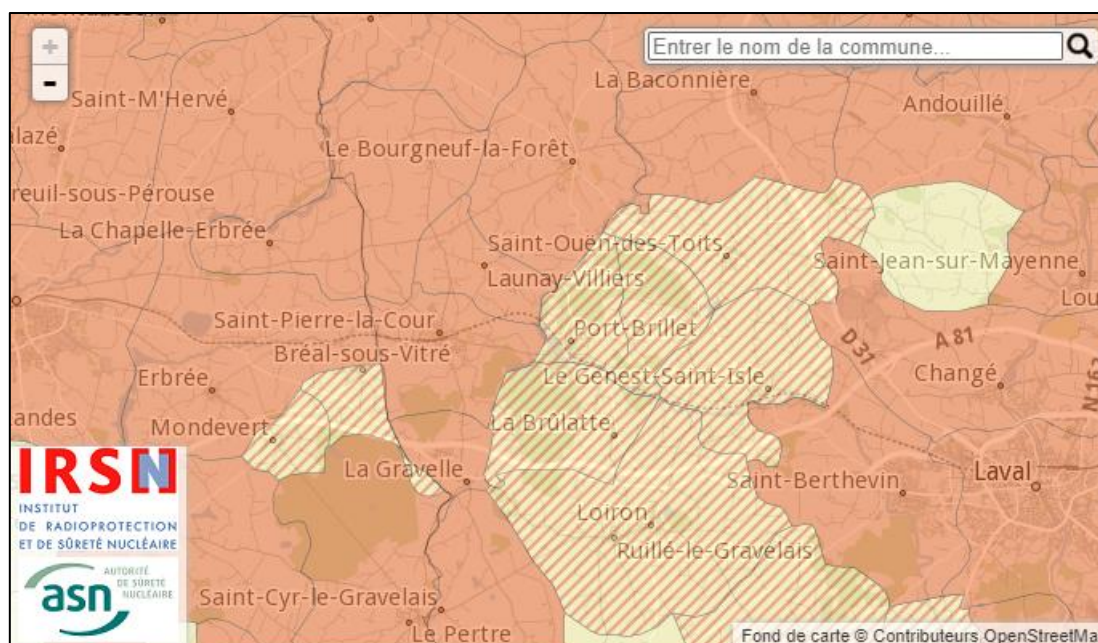 +
-
Entrer le nom de la commune...
La Baconnière
Saint-M'Hervé
Andouillé
alazé
Le Bourgneuf-la-Forêt
reuil-sous-Pérouse
La Chapelle-Erbrée
Saint-Ouën-des-Toits
Saint-Jean-sur-Mayenne
Launay-Villiers
Lou
Saint-Pierre-la-Cour
Port-Brillet
D 31
A 81
Bréal-sous-Vitré
Erbrée
Le Genest-Saint-Isle
Changé
N 162
andes
Mondevert
La Brûlatte
IRSN
INSTITUT
DE RADIOPROTECTION
ET DE SÛRETÉ NUCLÉAIRE
La Gravelle
Saint-Berthevin
Laval
Loiron
Ruillé-le-Gravelais
asn
AUTORITÉ
DE SÛRETÉ
NUCLÉAIRE
Saint-Cyr-le-Gravelais
Le Pertre
Fond de carte © Contributeurs OpenStreetMa